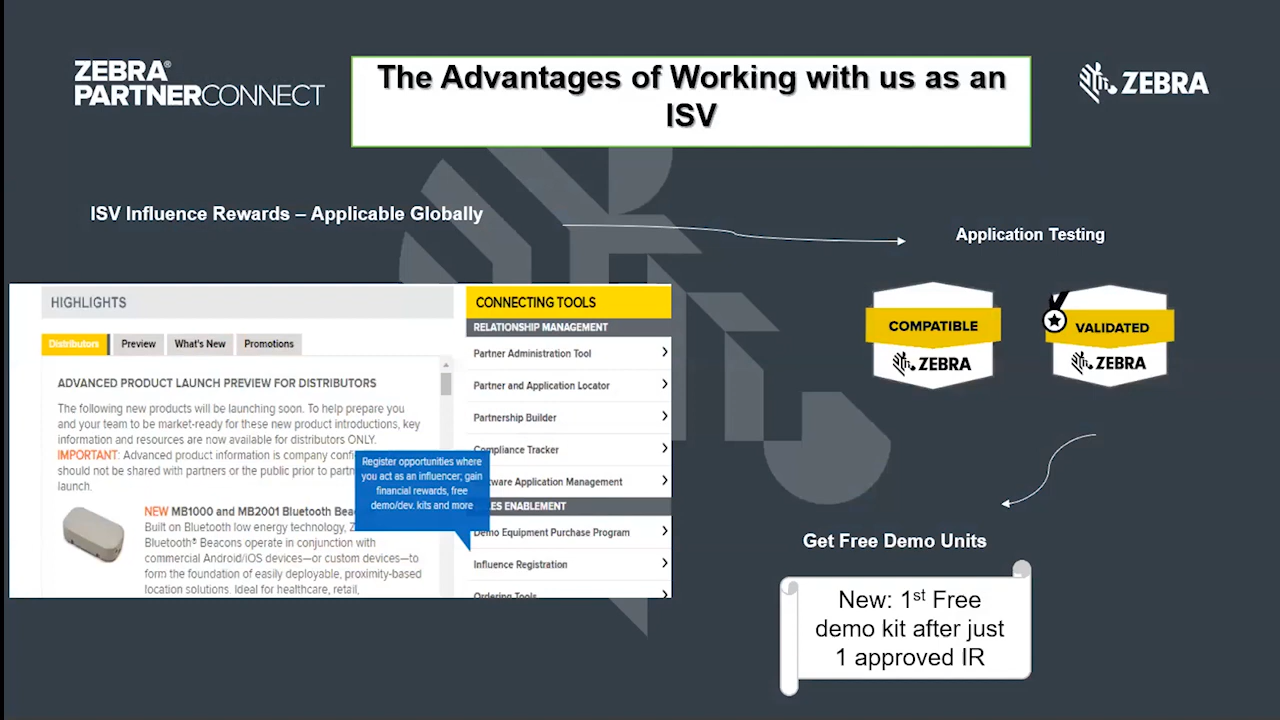 ZEBRA®
PARTNERCONNECT
The Advantages of Working with us as an
ISV
ZEBRA
ISV Influence Rewards – Applicable Globally
Application Testing
HIGHLIGHTS
Distributors
Preview
What's New
Promotions
ADVANCED PRODUCT LAUNCH PREVIEW FOR DISTRIBUTORS
The following new products will be launching soon. To help prepare you
and your team to be market-ready for these new product introductions, key
information and resources are now available for distributors ONLY.
IMPORTANT: Advanced product information is company
should not be shared with partners or the public prior to
launch.
NEW MB1000 and MB2001 Bluetooth
Built on Bluetooth low energy technology,
Bluetooth® Beacons operate in conjunction with
commercial Android/iOS devices—or custom devices—to
form the foundation of easily deployable, proximity-based
location solutions. Ideal for healthcare, retail,
CONNECTING TOOLS
RELATIONSHIP MANAGEMENT
Partner Administration Tool
Partner and Application Locator
Partnership Builder
Compliance Tracker
Application Management
ENABLEMENT
Demo Equipment Purchase Program
Influence Registration
Ordering Tools
Register opportunities where
you act as an influencer; gain
financial rewards, free
demo/dev. kits and more
COMPATIBLE
ZEBRA
VALIDATED
ZEBRA
Get Free Demo Units
New: 1st Free
demo kit after just
1 approved IR